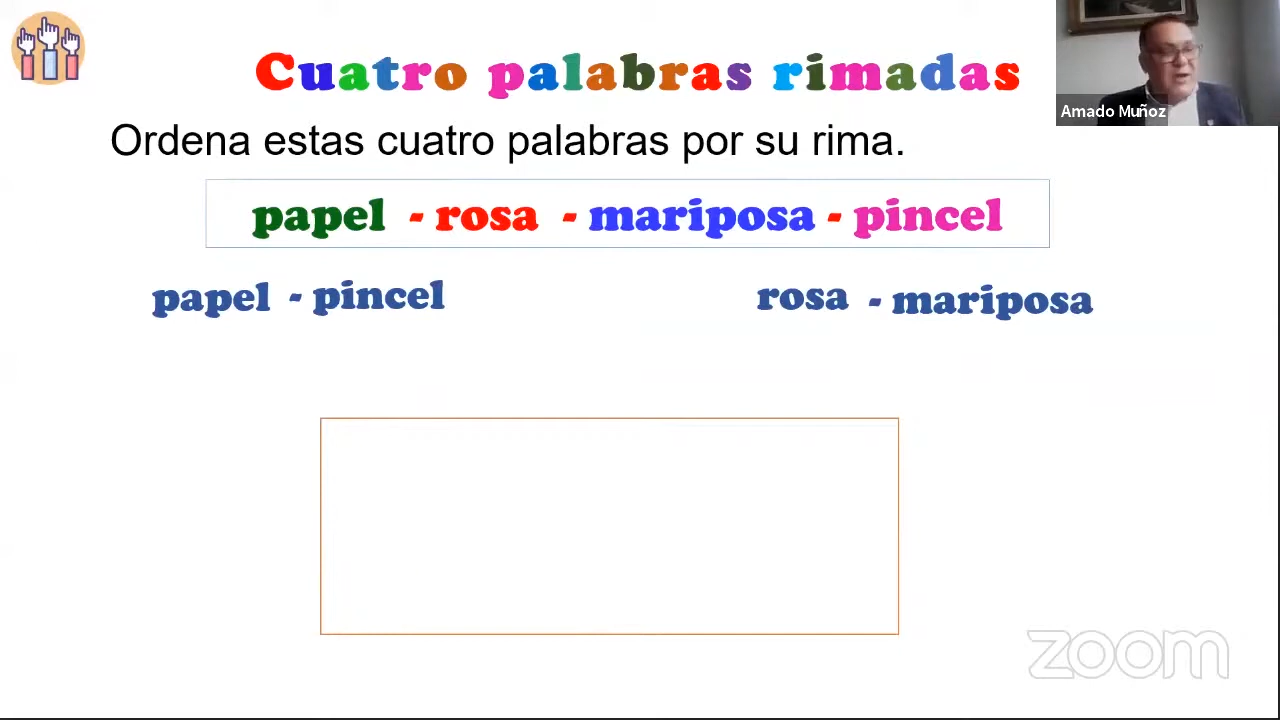 Cuatro palabras rimadas
Amado Muñoz
Ordena estas cuatro palabras por su rima.
papel - rosa - mariposa - pincel
papel - pincel rosa - mariposa
zoom